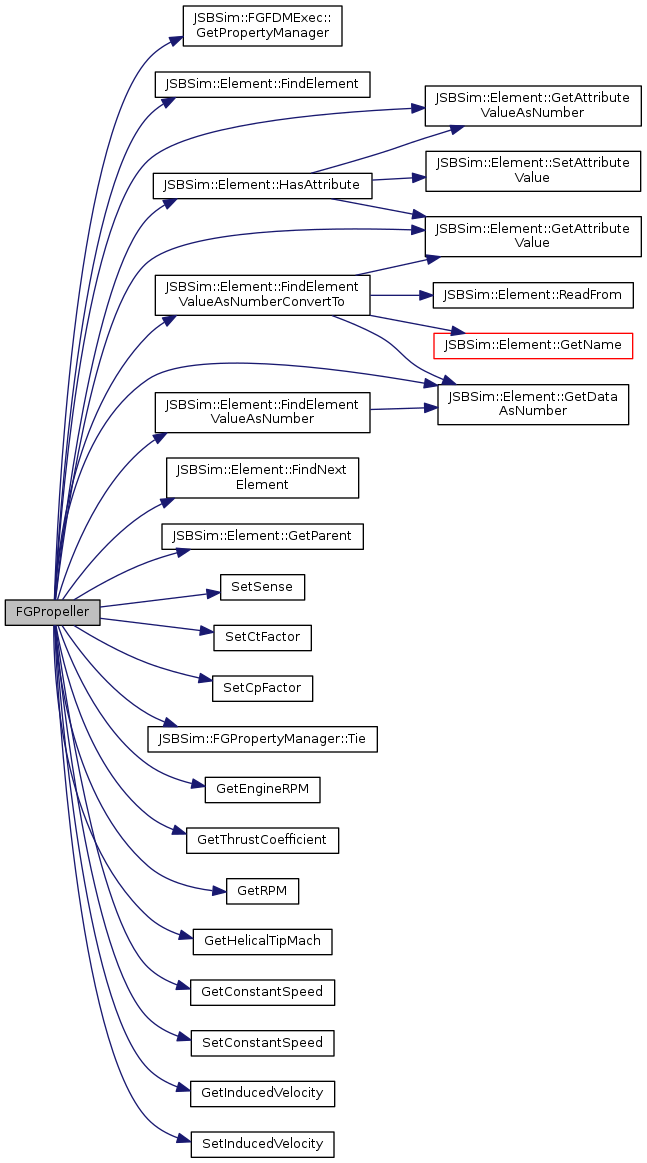 JSBSim::FGFDMExec::
GetPropertyManager
JSBSim::Element::FindElement
JSBSim::Element::GetAttribute
ValueAsNumber
JSBSim::Element::SetAttribute
Value
JSBSim::Element::HasAttribute
JSBSim::Element::GetAttribute
Value
JSBSim::Element::FindElement
ValueAsNumberConvertTo
JSBSim::Element::ReadFrom
JSBSim::Element::GetName
JSBSim::Element::GetData
AsNumber
JSBSim::Element::FindElement
ValueAsNumber
JSBSim::Element::FindNext
Element
JSBSim::Element::GetParent
SetSense
FGPropeller
SetCtFactor
SetCpFactor
JSBSim::FGPropertyManager::Tie
GetEngineRPM
GetThrustCoefficient
GetRPM
GetHelicalTipMach
GetConstantSpeed
SetConstantSpeed
GetInducedVelocity
SetInducedVelocity